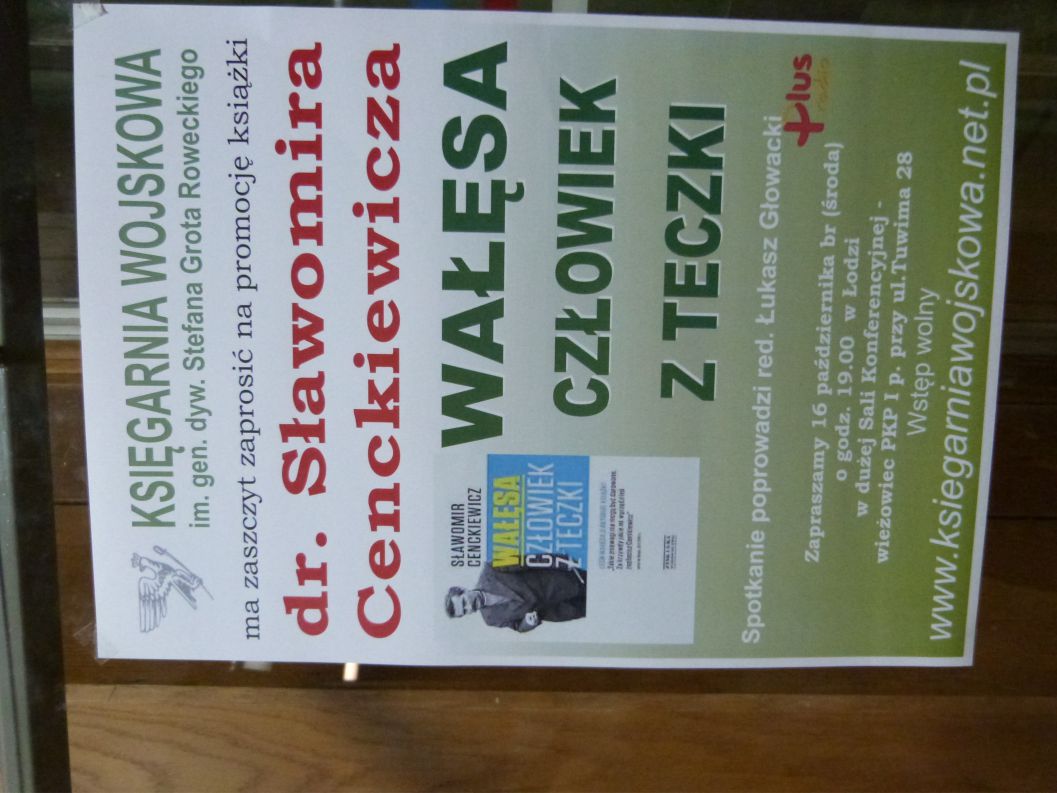 KSIĘGARNIA WOJSKOWA
im. gen. dyw. Stefana Grota Roweckiego
ma zaszczyt zaprosić na promocję książki
dr. Sławomira
Cenckiewicza
WAŁĘSA
CZŁOWIEK
Z TECZKI
SŁAWOMIR
CENCKIEWICZ
WAŁĘSA
CZŁOWIEK
Z TECZKI
Spotkanie poprowadzi red. Łukasz Głowacki
plus
radio
Zapraszamy 16 października br (środa)
o godz. 19.00 w Łodzi
w dużej Sali Konferencyjnej -
wieżowiec PKP I p. przy ul.Tuwima 28
Wstęp wolny
www.ksiegarniawojskowa.net.pl